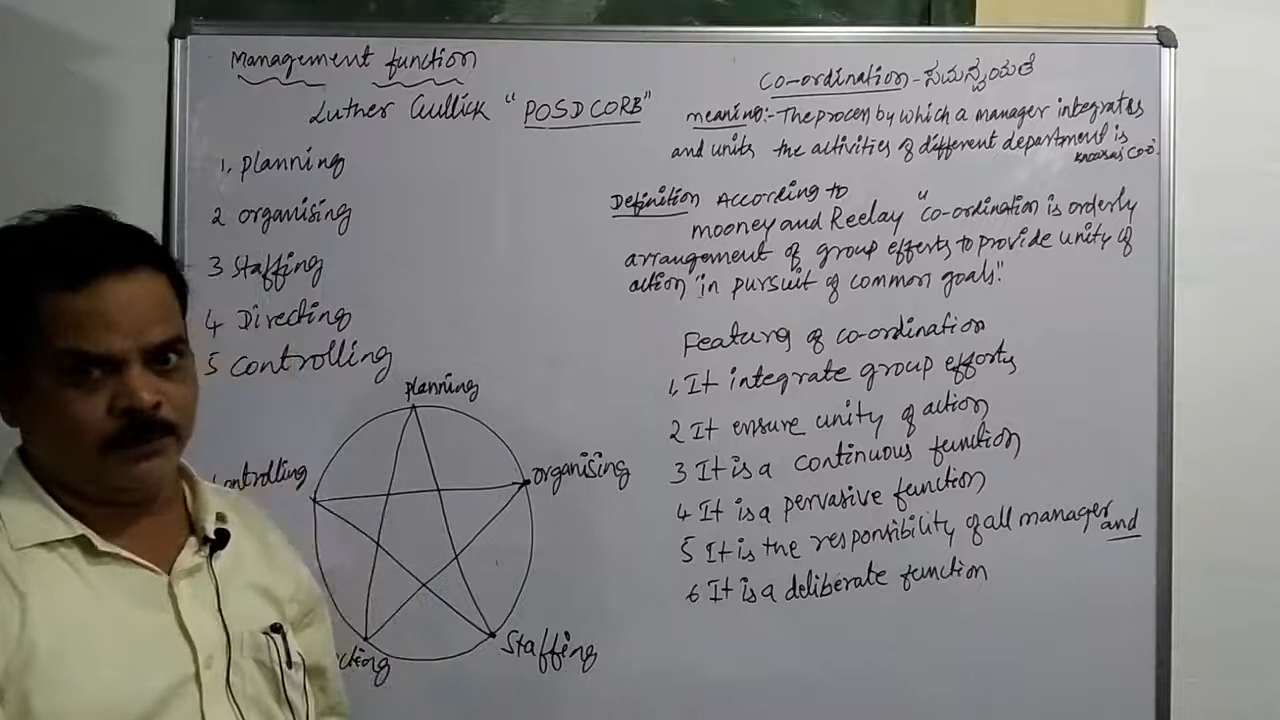 Management function
Luther Gullick "POSDCORB"
1, planning
2 organising
3 Staffing
4 Directing
5 controlling
planning
organising
Staffing
cting
ontrolling
Co-ordination - ಸಮನ್ವಯತೆ
meaning:- The process by which a manager integrates
and units the activities of different department is
known as Co-o.
Definition According to
mooney and Reelay "Co-ordination is orderly
arrangement of group efforts to provide unity of
action in pursuit of common goals."
Features of co-ordination
1, It integrate group efforts
2 It ensure unity of action
3 It is a continuous function
4 It is a pervasive function
5 It is the responsibility of all manager and
6 It is a deliberate function